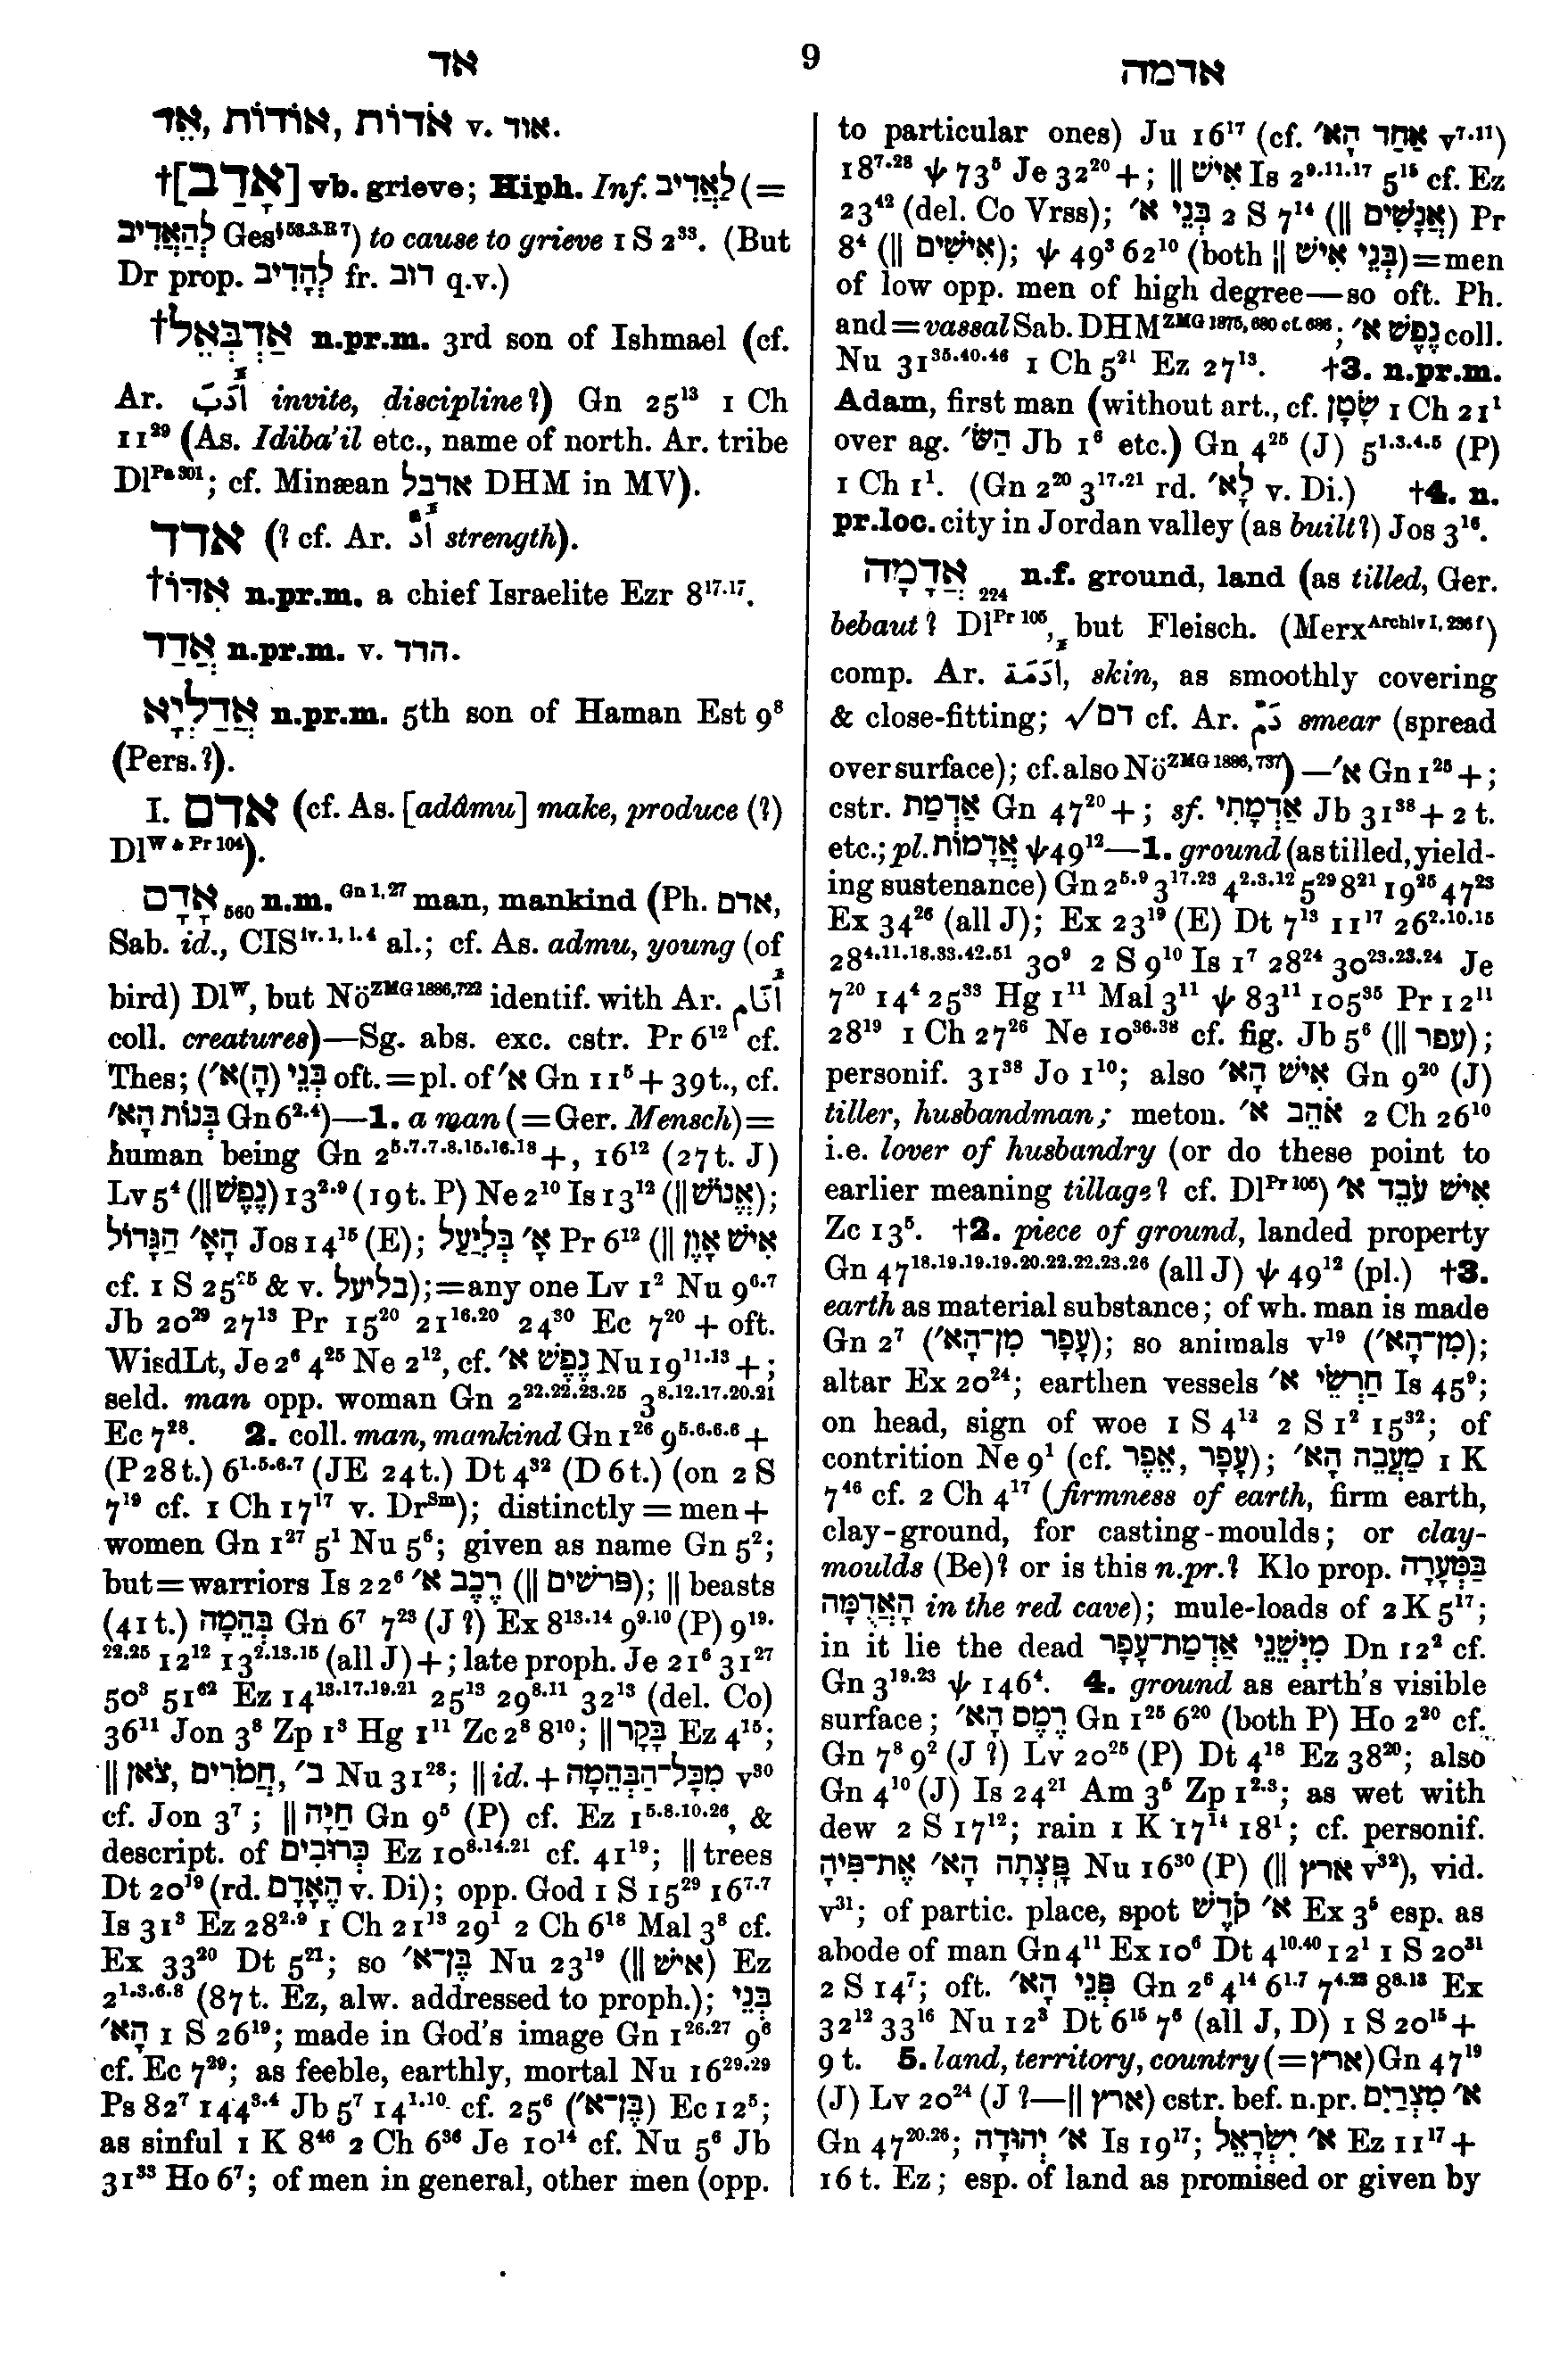 אד
9
אדמה
אֹדוֹת, אוֹדוֹת, אֵד v. אוד.
†[אָדַב] vb. grieve; Hiph. Inf. לַאֲדִיב (=
לְהַאֲדִיב Ges§ 53.3.R 7) to cause to grieve 1 S 2³³. (But
Dr prop. לְהָדִיב fr. דוב q.v.)
†אַדְבְּאֵל n.pr.m. 3rd son of Ishmael (cf.
Ar. أدّب invite, discipline?) Gn 25¹³ 1 Ch
1 1²⁹ (As. Idiba'il etc., name of north. Ar. tribe
Dlᴾᵃ ³⁰¹; cf. Minæan אדבל DHM in MV).
אדד (? cf. Ar. أدّ strength).
†אִדּוֹ n.pr.m. a chief Israelite Ezr 8¹⁷·¹⁷.
אֲדַד n.pr.m. v. הדד.
אֲדַלְיָא n.pr.m. 5th son of Haman Est 9⁸
(Pers.?).
I. אדם (cf. As. [adâmu] make, produce (?)
Dlᵂ & ᴾʳ ¹⁰⁴).
אָדָם₅₆₀ n.m. ᴳⁿ ¹·²⁷ man, mankind (Ph. אדם,
Sab. id., CISⁱᵛ· ¹, ¹· ⁴ al.; cf. As. admu, young (of
bird) Dlᵂ, but Nöᶻᴹᴳ ¹⁸⁸⁶,⁷²² identif. with Ar. أنام
coll. creatures)—Sg. abs. exc. cstr. Pr 6¹² cf.
Thes; (בְּנֵי (הָ)א׳ oft.=pl. of א׳ Gn 11⁵+39t., cf.
בְּנוֹת הָא׳ Gn 6²·⁴)—1. a man (=Ger. Mensch)=
human being Gn 2⁵·⁷·⁷·⁸·¹⁵·¹⁶·¹⁸+, 16¹² (27t. J)
Lv 5⁴ (||נֶפֶשׁ) 13²·⁹ (19t. P) Ne 2¹⁰ Is 13¹² (||אֱנוֹשׁ);
הָאָ׳ הַגָּדוֹל Jos 14¹⁵ (E); אָ׳ בְּלִיַּעַל Pr 6¹² (|| אִישׁ אָוֶן
cf. 1 S 25²⁵ & v. בליעל);=any one Lv 1² Nu 9⁶·⁷
Jb 20²⁹ 27¹³ Pr 15²⁰ 21¹⁶·²⁰ 24³⁰ Ec 7²⁰ + oft.
WisdLt, Je 2⁶ 4²⁵ Ne 2¹², cf. נֶפֶשׁ א׳ Nu 19¹¹·¹³+;
seld. man opp. woman Gn 2²²·²²·²³·²⁵ 3⁸·¹²·¹⁷·²⁰·²¹
Ec 7²⁸. 2. coll. man, mankind Gn 1²⁶ 9⁵·⁶·⁶·⁶+
(P 28t.) 6¹·⁵·⁶·⁷ (JE 24t.) Dt 4³² (D 6t.) (on 2 S
7¹⁹ cf. 1 Ch 17¹⁷ v. Drˢᵐ); distinctly = men+
women Gn 1²⁷ 5¹ Nu 5⁶; given as name Gn 5²;
but=warriors Is 22⁶ רֶכֶב א׳ (|| פרשׁים); || beasts
(41 t.) בְּהֵמָה Gn 6⁷ 7²³ (J ?) Ex 8¹³·¹⁴ 9⁹·¹⁰ (P) 9¹⁹·
²²·²⁵ 12¹² 13²·¹³·¹⁵ (all J)+; late proph. Je 21⁶ 31²⁷
50³ 51⁶² Ez 14¹³·¹⁷·¹⁹·²¹ 25¹³ 29⁸·¹¹ 32¹³ (del. Co)
36¹¹ Jon 3⁸ Zp 1³ Hg 1¹¹ Zc 2⁸ 8¹⁰; ||בָּקָר Ez 4¹⁵;
|| צֹאן, חֲמֹרִים, ב׳ Nu 31²⁸; || id. + מִכָּל־הַבְּהֵמָה v³⁰
cf. Jon 3⁷; || חַיָּה Gn 9⁵ (P) cf. Ez 1⁵·⁸·¹⁰·²⁶, &
descript. of כְּרוּבִים Ez 10⁸·¹⁴·²¹ cf. 41¹⁹; || trees
Dt 20¹⁹ (rd. הֶאָדָם v. Di); opp. God 1 S 15²⁹ 16⁷·⁷
Is 31³ Ez 28²·⁹ 1 Ch 21¹³ 29¹ 2 Ch 6¹⁸ Mal 3⁸ cf.
Ex 33²⁰ Dt 5²¹; so בֶּן־א׳ Nu 23¹⁹ (|| אישׁ) Ez
2¹·³·⁶·⁸ (87t. Ez, alw. addressed to proph.); בְּנֵי
הָא׳ 1 S 26¹⁹; made in God's image Gn 1²⁶·²⁷ 9⁶
cf. Ec 7²⁹; as feeble, earthly, mortal Nu 16²⁹·²⁹
Ps 82⁷ 144³·⁴ Jb 5⁷ 14¹·¹⁰ cf. 25⁶ (בֶּן־א׳) Ec 12⁵;
as sinful 1 K 8⁴⁶ 2 Ch 6³⁶ Je 10¹⁴ cf. Nu 5⁶ Jb
31³³ Ho 6⁷; of men in general, other men (opp.
to particular ones) Ju 16¹⁷ (cf. אַחַד הָא׳ v⁷·¹¹)
18⁷·²⁸ ψ 73⁵ Je 32²⁰+; || אִישׁ Is 2⁹·¹¹·¹⁷ 5¹⁵ cf. Ez
23⁴² (del. Co Vrss); בְּנֵי א׳ 2 S 7¹⁴ (|| אֲנָשִׁים) Pr
8⁴ (|| אִישִׁים); ψ 49³ 62¹⁰ (both || בְּנֵי אִישׁ)=men
of low opp. men of high degree—so oft. Ph.
and=vassal Sab. DHMᶻᴹᴳ ¹⁸⁷⁵, ⁶⁸⁰ ᶜᶠ· ⁶⁸⁶; נֶפֶשׁ א׳ coll.
Nu 31³⁵·⁴⁰·⁴⁶ 1 Ch 5²¹ Ez 27¹³. †3. n.pr.m.
Adam, first man (without art., cf. שָׂטָן 1 Ch 21¹
over ag. הַשּׂ׳ Jb 1⁶ etc.) Gn 4²⁵ (J) 5¹·³·⁴·⁵ (P)
1 Ch 1¹. (Gn 2²⁰ 3¹⁷·²¹ rd. לָא׳ v. Di.) †4. n.
pr.loc. city in Jordan valley (as built?) Jos 3¹⁶.
אֲדָמָה₂₂₄ n.f. ground, land (as tilled, Ger.
bebaut ? Dlᴾʳ ¹⁰⁵, but Fleisch. (Merxᴬʳᶜʰⁱᵛ ᴵ, ²³⁶ ᶠ)
comp. Ar. أدَمَة, skin, as smoothly covering
& close-fitting; √דם cf. Ar. دَمَّ smear (spread
over surface); cf. also Nöᶻᴹᴳ ¹⁸⁸⁶, ⁷³⁷)—א׳ Gn 1²⁵+;
cstr. אַדְמַת Gn 47²⁰+; sf. אַדְמָתִי Jb 31³⁸+ 2 t.
etc.; pl. אֲדָמוֹת ψ 49¹²—1. ground (as tilled, yield-
ing sustenance) Gn 2⁵·⁹ 3¹⁷·²³ 4²·³·¹² 5²⁹ 8²¹ 19²⁵ 47²³
Ex 34²⁶ (all J); Ex 23¹⁹ (E) Dt 7¹³ 11¹⁷ 26²·¹⁰·¹⁵
28⁴·¹¹·¹⁸·³³·⁴²·⁵¹ 30⁹ 2 S 9¹⁰ Is 1⁷ 28²⁴ 30²³·²³·²⁴ Je
7²⁰ 14⁴ 25³³ Hg 1¹¹ Mal 3¹¹ ψ 83¹¹ 105³⁵ Pr 12¹¹
28¹⁹ 1 Ch 27²⁶ Ne 10³⁶·³⁸ cf. fig. Jb 5⁶ (|| עפר);
personif. 31³⁸ Jo 1¹⁰; also אִישׁ הָא׳ Gn 9²⁰ (J)
tiller, husbandman; meton. אֹהֵב א׳ 2 Ch 26¹⁰
i.e. lover of husbandry (or do these point to
earlier meaning tillage? cf. Dlᴾʳ ¹⁰⁵) אִישׁ עֹבֵד א׳
Zc 13⁵. †2. piece of ground, landed property
Gn 47¹⁸·¹⁹·¹⁹·¹⁹·²⁰·²²·²²·²³·²⁶ (all J) ψ 49¹² (pl.) †3.
earth as material substance; of wh. man is made
Gn 2⁷ (עָפָר מִן־הָא׳); so animals v¹⁹ (מִן־הָא׳);
altar Ex 20²⁴; earthen vessels חַרְשֵׂי א׳ Is 45⁹;
on head, sign of woe 1 S 4¹² 2 S 1² 15³²; of
contrition Ne 9¹ (cf. עָפָר, אֵפֶר); מַעֲבֵה הָא׳ 1 K
7⁴⁶ cf. 2 Ch 4¹⁷ (firmness of earth, firm earth,
clay-ground, for casting-moulds; or clay-
moulds (Be)? or is this n.pr.? Klo prop. בַּמְּעָרָה
הָאֲדֻמָּה in the red cave); mule-loads of 2 K 5¹⁷;
in it lie the dead מִיְּשֵׁנֵי אַדְמַת־עָפָר Dn 12² cf.
Gn 3¹⁹·²³ ψ 146⁴. 4. ground as earth's visible
surface; רֶמֶשׂ הָא׳ Gn 1²⁵ 6²⁰ (both P) Ho 2²⁰ cf.
Gn 7⁸ 9² (J ?) Lv 20²⁵ (P) Dt 4¹⁸ Ez 38²⁰; also
Gn 4¹⁰ (J) Is 24²¹ Am 3⁵ Zp 1²·³; as wet with
dew 2 S 17¹²; rain 1 K 17¹⁴ 18¹; cf. personif.
פָּֽצְתָה הָא׳ אֶת־פִּיהָ Nu 16³⁰ (P) (|| ארץ v³²), vid.
v³¹; of partic. place, spot א׳ קֹדֶשׁ Ex 3⁵ esp. as
abode of man Gn 4¹¹ Ex 10⁶ Dt 4¹⁰·⁴⁰ 12¹ 1 S 20³¹
2 S 14⁷; oft. פְּנֵי הָא׳ Gn 2⁶ 4¹⁴ 6¹·⁷ 7⁴·²³ 8⁸·¹³ Ex
32¹² 33¹⁶ Nu 12³ Dt 6¹⁵ 7⁶ (all J, D) 1 S 20¹⁵+
9 t. 5. land, territory, country (=ארץ) Gn 47¹⁹
(J) Lv 20²⁴ (J ?—|| ארץ) cstr. bef. n.pr. א׳ מִצְרַיִם
Gn 47²⁰·²⁶; א׳ יְהוּדָה Is 19¹⁷; א׳ יִשְׂרָאֵל Ez 11¹⁷+
16 t. Ez; esp. of land as promised or given by